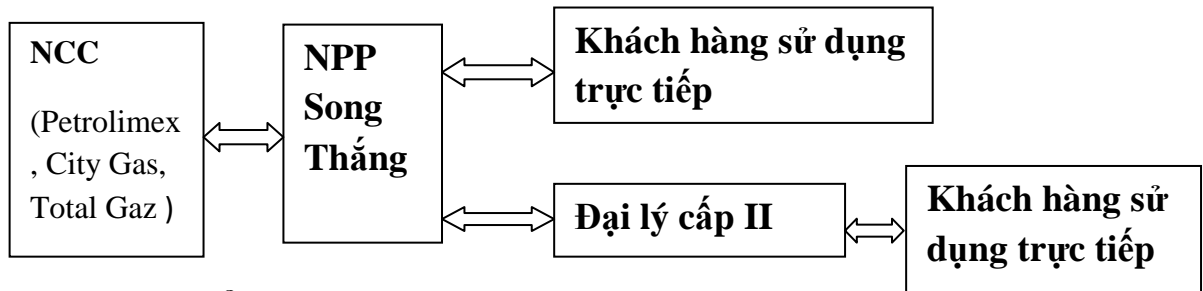 NCC
(Petrolimex
, City Gas,
Total Gaz )
NPP
Song
Thắng
Khách hàng sử dụng
trực tiếp
Đại lý cấp II
Khách hàng sử
dụng trực tiếp